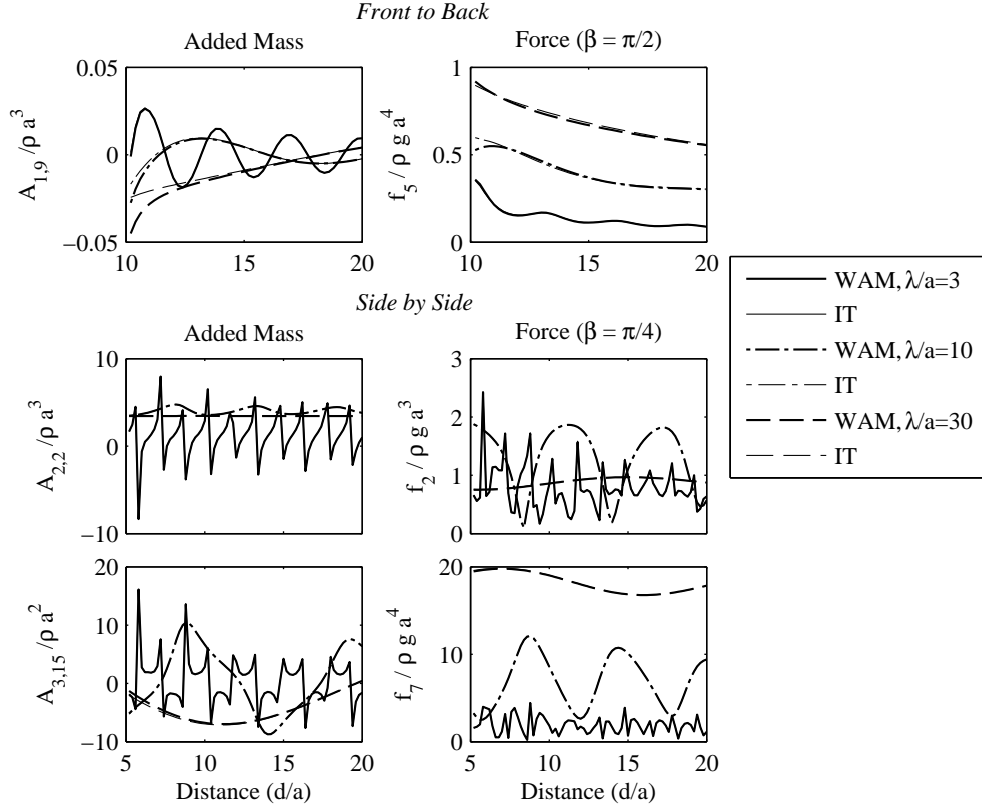 Front to Back
Added Mass
Force (β = π/2)
A1,9 /ρ a3
0.05
0
−0.05
10
15
20
f5 / ρ g a4
1
0.5
0
10
15
20
Side by Side
Added Mass
Force (β = π/4)
A2,2 /ρ a3
10
0
−10
f2 / ρ g a3
3
2
1
0
A3,15 /ρ a2
20
10
0
−10
5
10
15
20
Distance (d/a)
f7 / ρ g a4
20
10
0
5
10
15
20
Distance (d/a)
WAM, λ/a=3
IT
WAM, λ/a=10
IT
WAM, λ/a=30
IT